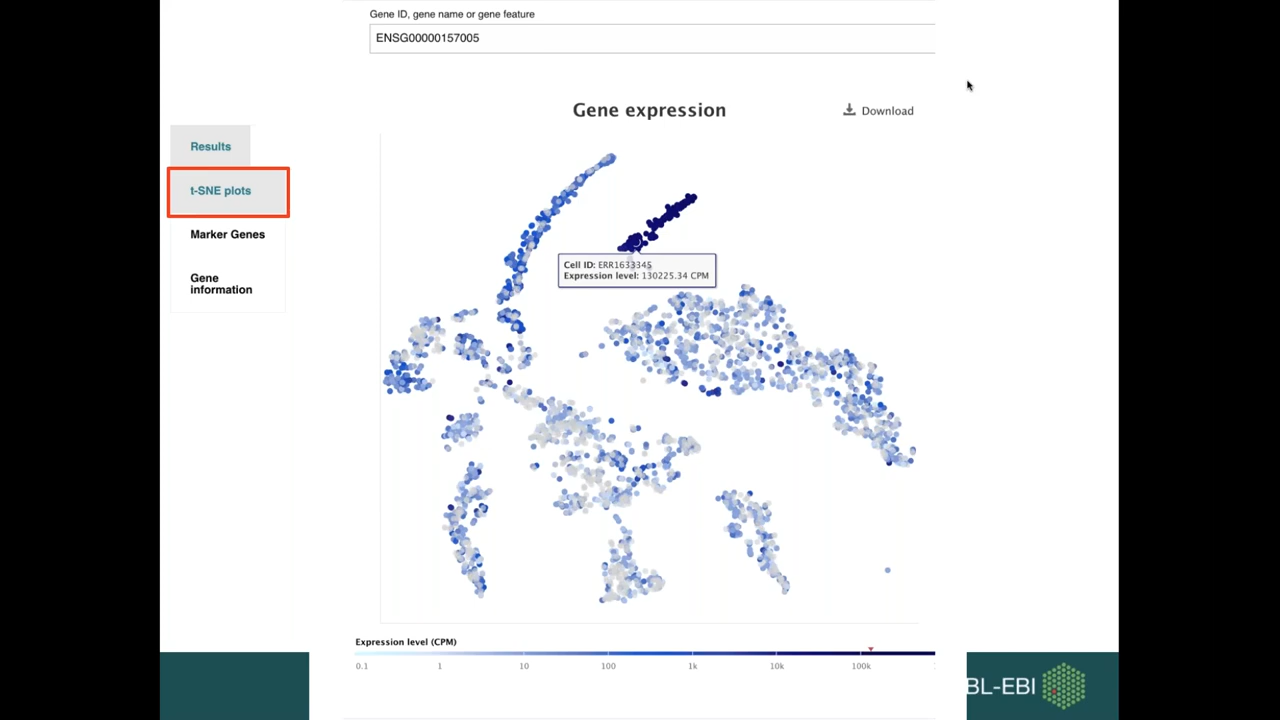 Gene ID, gene name or gene feature
ENSG00000157005
Gene expression
Download
Results
t-SNE plots
Marker Genes
Gene
information
Cell ID: ERR1633345
Expression level: 130225.34 CPM
Expression level (CPM)
0.1 1 10 100 1k 10k 100k
BL-EBI